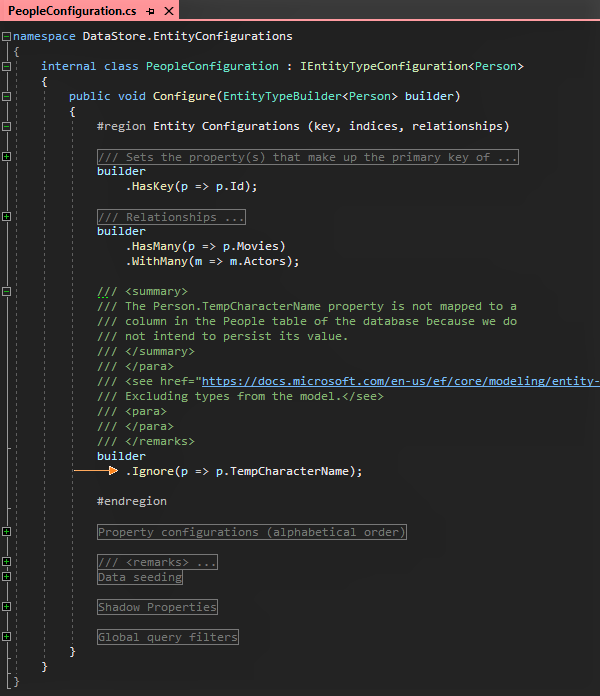 PeopleConfiguration.cs
namespace DataStore.EntityConfigurations
{
internal class PeopleConfiguration : IEntityTypeConfiguration<Person>
{
public void Configure(EntityTypeBuilder<Person> builder)
{
#region Entity Configurations (key, indices, relationships)
/// Sets the property(s) that make up the primary key of ...
builder
.HasKey(p => p.Id);
/// Relationships ...
builder
.HasMany(p => p.Movies)
.WithMany(m => m.Actors);
/// <summary>
/// The Person.TempCharacterName property is not mapped to a
/// column in the People table of the database because we do
/// not intend to persist its value.
/// </summary>
/// </para>
/// <see href="https://docs.microsoft.com/en-us/ef/core/modeling/entity-
/// Excluding types from the model.</see>
/// <para>
/// </para>
/// </remarks>
builder
.Ignore(p => p.TempCharacterName);
#endregion
Property configurations (alphabetical order)
/// <remarks> ...
Data seeding
Shadow Properties
Global query filters
}
}
}